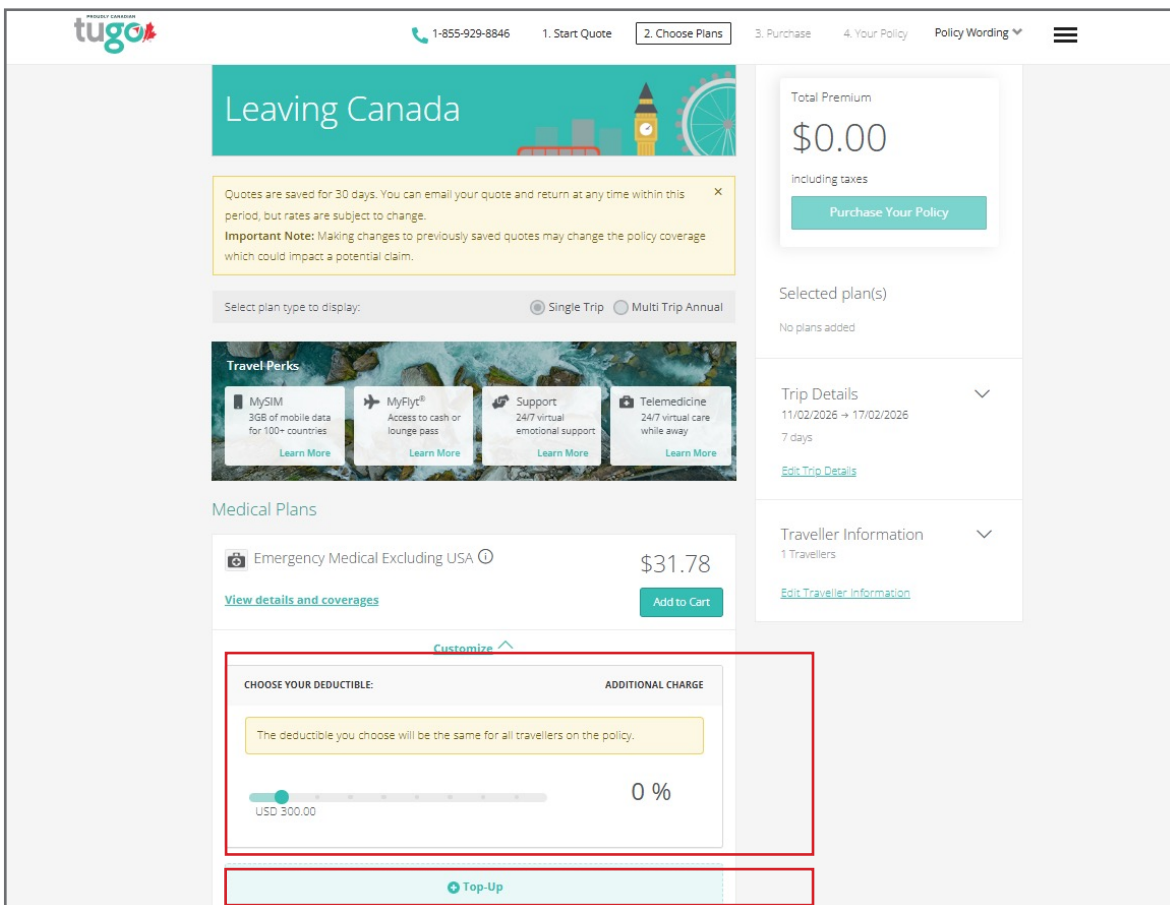 PROUDLY CANADIAN
tugo
1-855-929-8846
1. Start Quote
2. Choose Plans
3. Purchase
4. Your Policy
Policy Wording
Leaving Canada
Quotes are saved for 30 days. You can email your quote and return at any time within this
period, but rates are subject to change.
Important Note: Making changes to previously saved quotes may change the policy coverage
which could impact a potential claim.
Select plan type to display:
Single Trip
Multi Trip Annual
Travel Perks
MySIM
3GB of mobile data
for 100+ countries
Learn More
MyFlyt®
Access to cash or
lounge pass
Learn More
Support
24/7 virtual
emotional support
Learn More
Telemedicine
24/7 virtual care
while away
Learn More
Medical Plans
Emergency Medical Excluding USA
$31.78
View details and coverages
Add to Cart
Customize
CHOOSE YOUR DEDUCTIBLE:
ADDITIONAL CHARGE
The deductible you choose will be the same for all travellers on the policy.
USD 300.00
0 %
Top-Up
Total Premium
$0.00
including taxes
Purchase Your Policy
Selected plan(s)
No plans added
Trip Details
11/02/2026 → 17/02/2026
7 days
Edit Trip Details
Traveller Information
1 Travellers
Edit Traveller Information